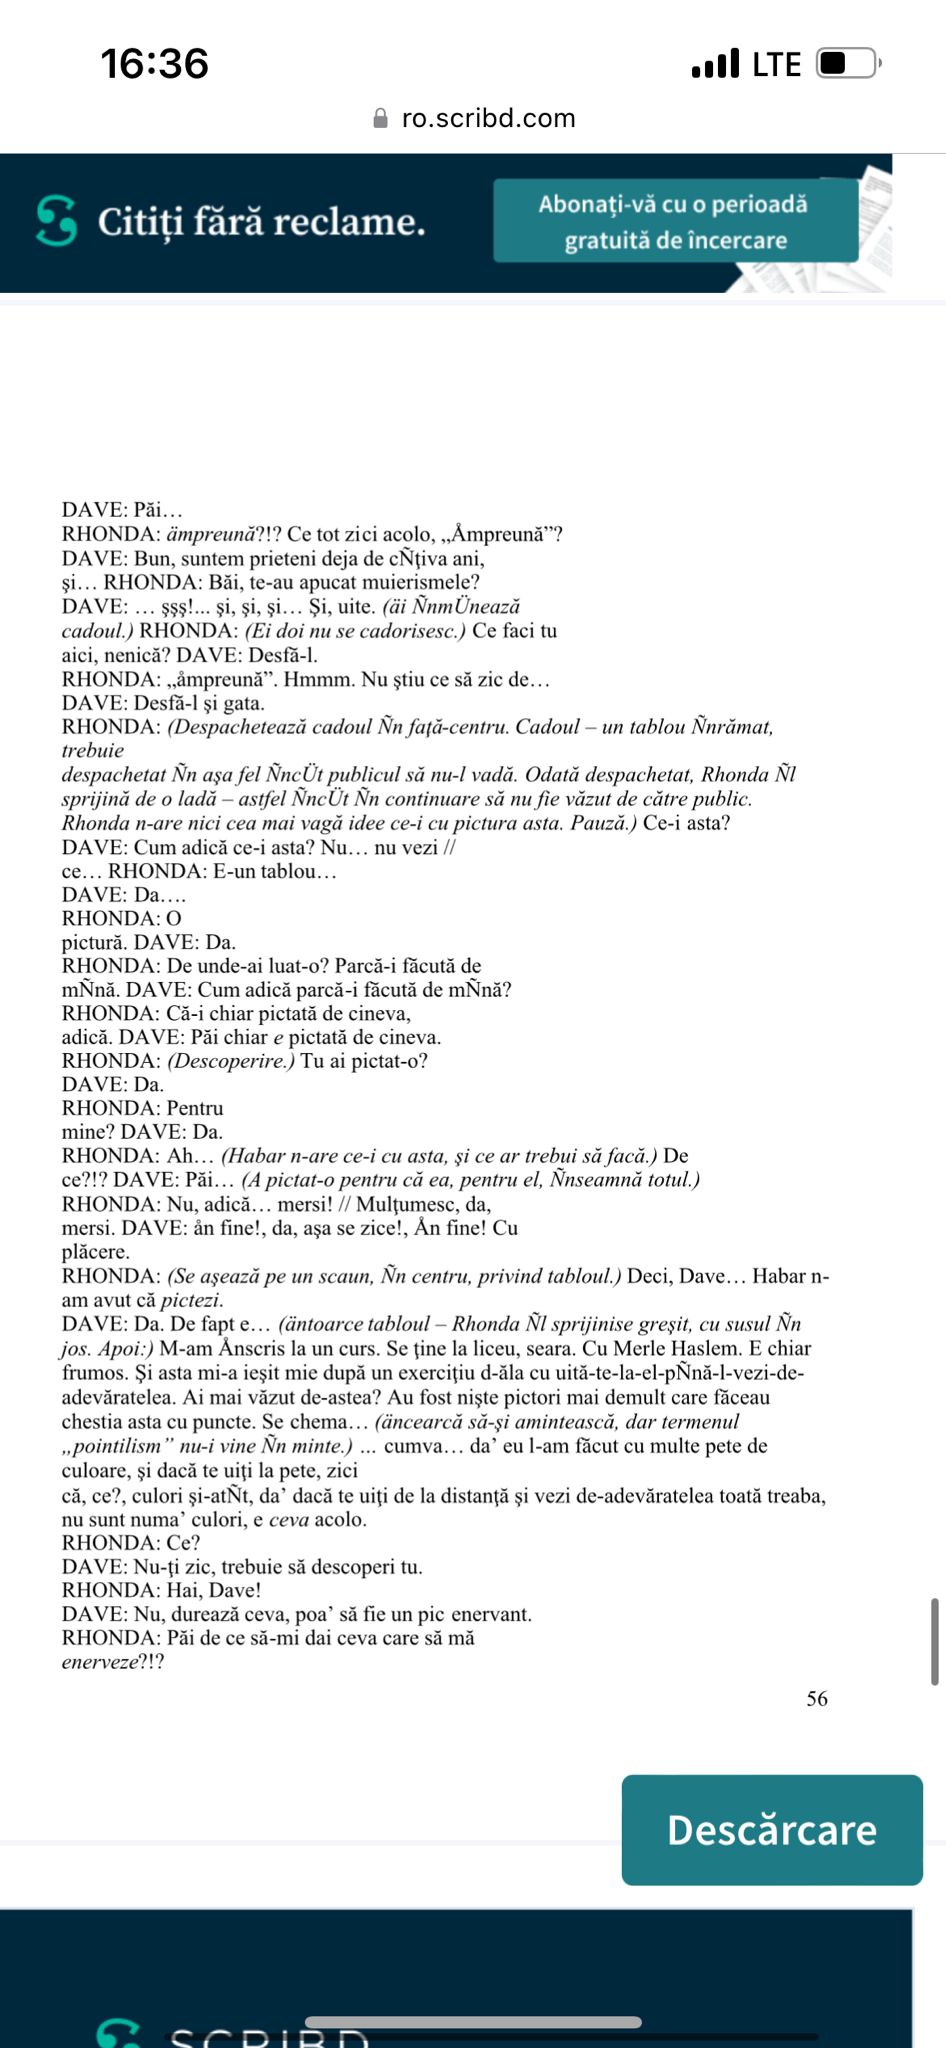 16:36
LTE
ro.scribd.com
Citiți fără reclame.
Abonați-vă cu o perioadă
gratuită de încercare
DAVE: Păi…
RHONDA: ämpreună?!? Ce tot zici acolo, „Åmpreună”?
DAVE: Bun, suntem prieteni deja de cÑţiva ani,
şi… RHONDA: Băi, te-au apucat muierismele?
DAVE: … şşş!... şi, şi, şi… Şi, uite. (äi ÑnmÜnează
cadoul.) RHONDA: (Ei doi nu se cadorisesc.) Ce faci tu
aici, nenică? DAVE: Desfă-l.
RHONDA: „åmpreună”. Hmmm. Nu ştiu ce să zic de…
DAVE: Desfă-l şi gata.
RHONDA: (Despachetează cadoul Ñn faţă-centru. Cadoul – un tablou Ñnrămat,
trebuie
despachetat Ñn aşa fel ÑncÜt publicul să nu-l vadă. Odată despachetat, Rhonda Ñl
sprijină de o ladă – astfel ÑncÜt Ñn continuare să nu fie văzut de către public.
Rhonda n-are nici cea mai vagă idee ce-i cu pictura asta. Pauză.) Ce-i asta?
DAVE: Cum adică ce-i asta? Nu… nu vezi //
ce… RHONDA: E-un tablou…
DAVE: Da….
RHONDA: O
pictură. DAVE: Da.
RHONDA: De unde-ai luat-o? Parcă-i făcută de
mÑnă. DAVE: Cum adică parcă-i făcută de mÑnă?
RHONDA: Că-i chiar pictată de cineva,
adică. DAVE: Păi chiar e pictată de cineva.
RHONDA: (Descoperire.) Tu ai pictat-o?
DAVE: Da.
RHONDA: Pentru
mine? DAVE: Da.
RHONDA: Ah… (Habar n-are ce-i cu asta, şi ce ar trebui să facă.) De
ce?!? DAVE: Păi… (A pictat-o pentru că ea, pentru el, Ñnseamnă totul.)
RHONDA: Nu, adică… mersi! // Mulţumesc, da,
mersi. DAVE: ån fine!, da, aşa se zice!, Ån fine! Cu
plăcere.
RHONDA: (Se aşează pe un scaun, Ñn centru, privind tabloul.) Deci, Dave… Habar n-
am avut că pictezi.
DAVE: Da. De fapt e… (äntoarce tabloul – Rhonda Ñl sprijinise greşit, cu susul Ñn
jos. Apoi:) M-am Ånscris la un curs. Se ţine la liceu, seara. Cu Merle Haslem. E chiar
frumos. Şi asta mi-a ieşit mie după un exerciţiu d-ăla cu uită-te-la-el-pÑnă-l-vezi-de-
adevăratelea. Ai mai văzut de-astea? Au fost nişte pictori mai demult care făceau
chestia asta cu puncte. Se chema… (äncearcă să-şi amintească, dar termenul
„pointilism” nu-i vine Ñn minte.) ... cumva… da’ eu l-am făcut cu multe pete de
culoare, şi dacă te uiţi la pete, zici
că, ce?, culori şi-atÑt, da’ dacă te uiţi de la distanţă şi vezi de-adevăratelea toată treaba,
nu sunt numa’ culori, e ceva acolo.
RHONDA: Ce?
DAVE: Nu-ţi zic, trebuie să descoperi tu.
RHONDA: Hai, Dave!
DAVE: Nu, durează ceva, poa’ să fie un pic enervant.
RHONDA: Păi de ce să-mi dai ceva care să mă
enerveze?!?
56
Descărcare
SCRIBD